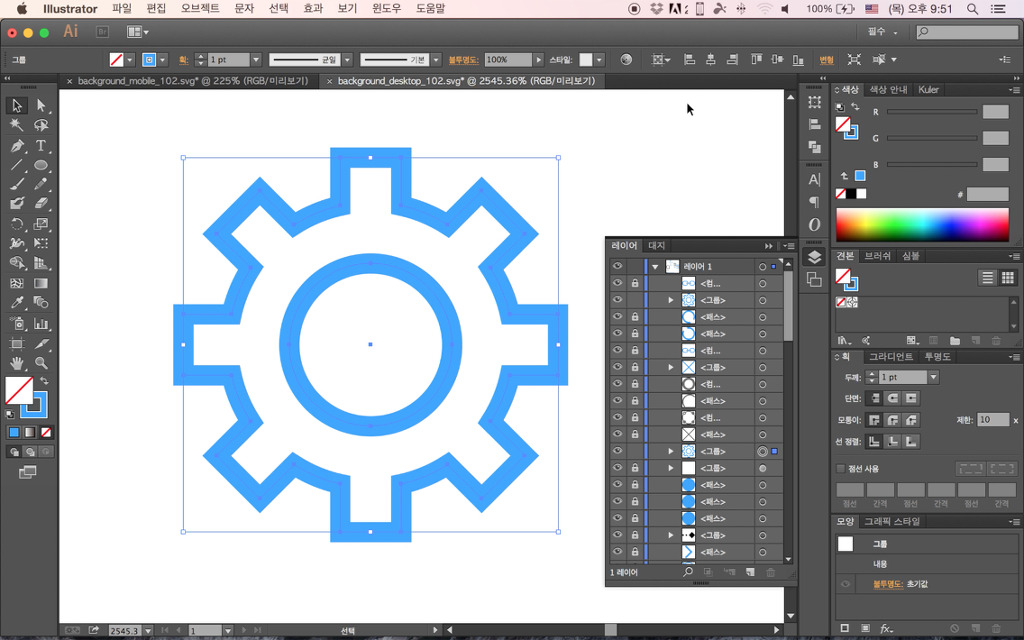 Illustrator 파일 편집 오브젝트 문자 선택 효과 보기 윈도우 도움말
100% (목) 오후 9:51
Ai Br 필수
그룹 획: 1 pt 균일 기본 불투명도: 100% 스타일: 변형
× background_mobile_102.svg* @ 225% (RGB/미리보기) × background_desktop_102.svg* @ 2545.36% (RGB/미리보기)
색상 색상 안내 Kuler
R
G
B
#
견본 브러쉬 심볼
레이어 대지
레이어 1
<컴...
<그룹>
<패스>
<패스>
<컴...
<그룹>
<컴...
<패스>
<컴...
<패스>
<그룹>
<그룹>
<패스>
<패스>
<패스>
<그룹>
<패스>
1 레이어
획 그라디언트 투명도
두께: 1 pt
단면:
모퉁이: 제한: 10 x
선 정렬:
점선 사용
점선 간격 점선 간격 점선 간격
모양 그래픽 스타일
그룹
내용
불투명도: 초기값
fx
2545.3 1 선택